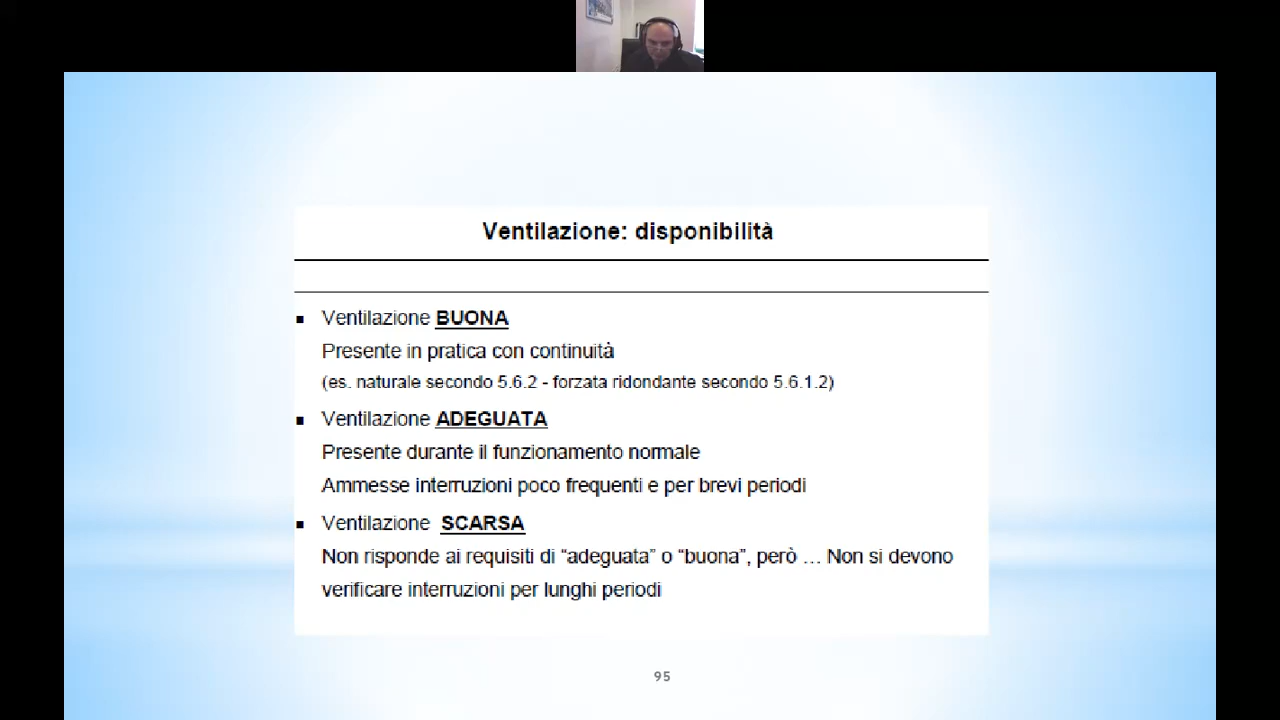 Ventilazione: disponibilità
▪ Ventilazione BUONA
Presente in pratica con continuità
(es. naturale secondo 5.6.2 - forzata ridondante secondo 5.6.1.2)
▪ Ventilazione ADEGUATA
Presente durante il funzionamento normale
Ammesse interruzioni poco frequenti e per brevi periodi
▪ Ventilazione SCARSA
Non risponde ai requisiti di “adeguata” o “buona”, però … Non si devono
verificare interruzioni per lunghi periodi
95